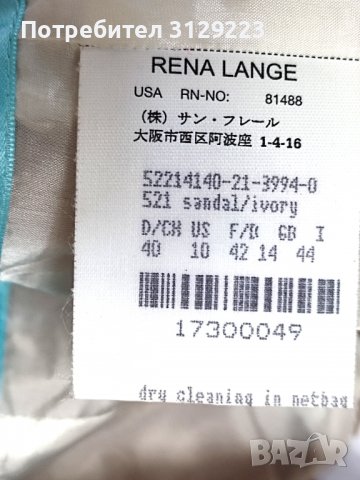 Потребител 2332263
RENA LANGE
USA RN-NO: 81488
(株) サン・フレール
大阪市西区阿波座 1-4-16
52214140-21-3994-0
521 sandal/ivory
D/CH US F/B GB I
40 10 42 14 44
17300049
dry cleaning in netbag
BAZAR